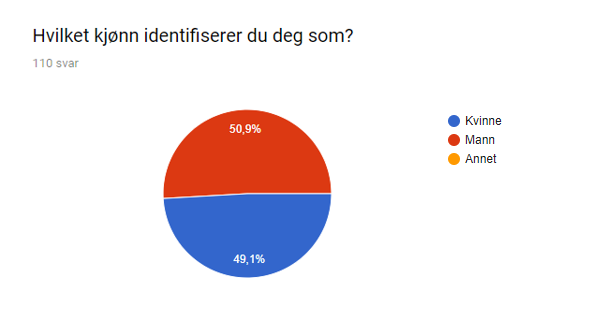 Hvilket kjønn identifiserer du deg som?
110 svar
50,9%
49,1%
Kvinne
Mann
Annet